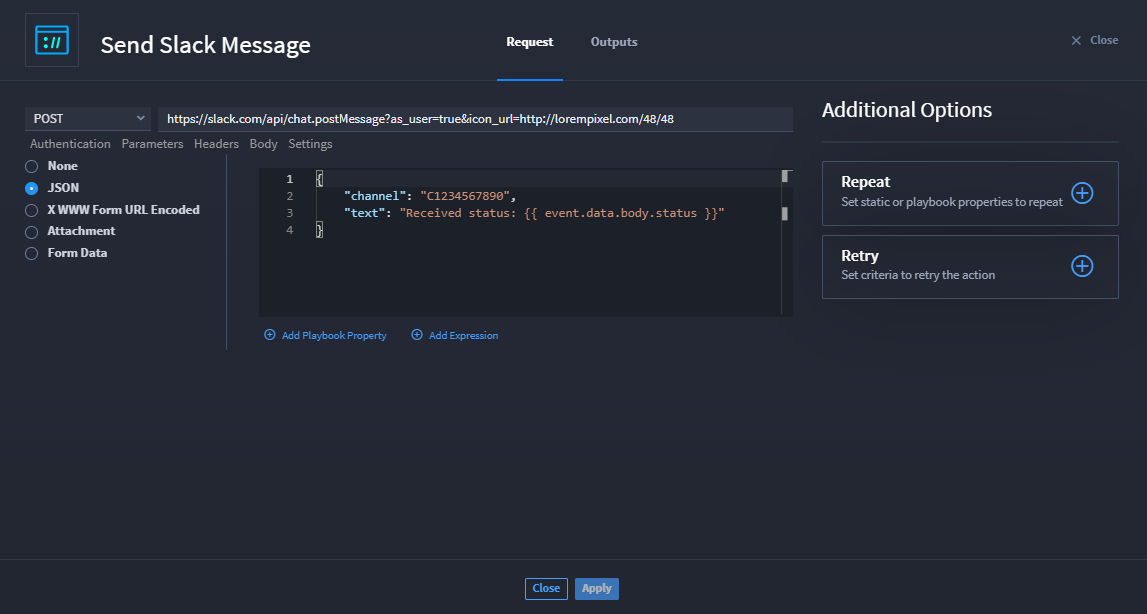 ://
Send Slack Message
Request
Outputs
Close
POST
https://slack.com/api/chat.postMessage?as_user=true&icon_url=http://lorempixel.com/48/48
Authentication Parameters Headers Body Settings
None
JSON
X WWW Form URL Encoded
Attachment
Form Data
1 {
2 "channel": "C1234567890",
3 "text": "Received status: {{ event.data.body.status }}"
4 }
Add Playbook Property
Add Expression
Additional Options
Repeat
Set static or playbook properties to repeat
Retry
Set criteria to retry the action
Close
Apply